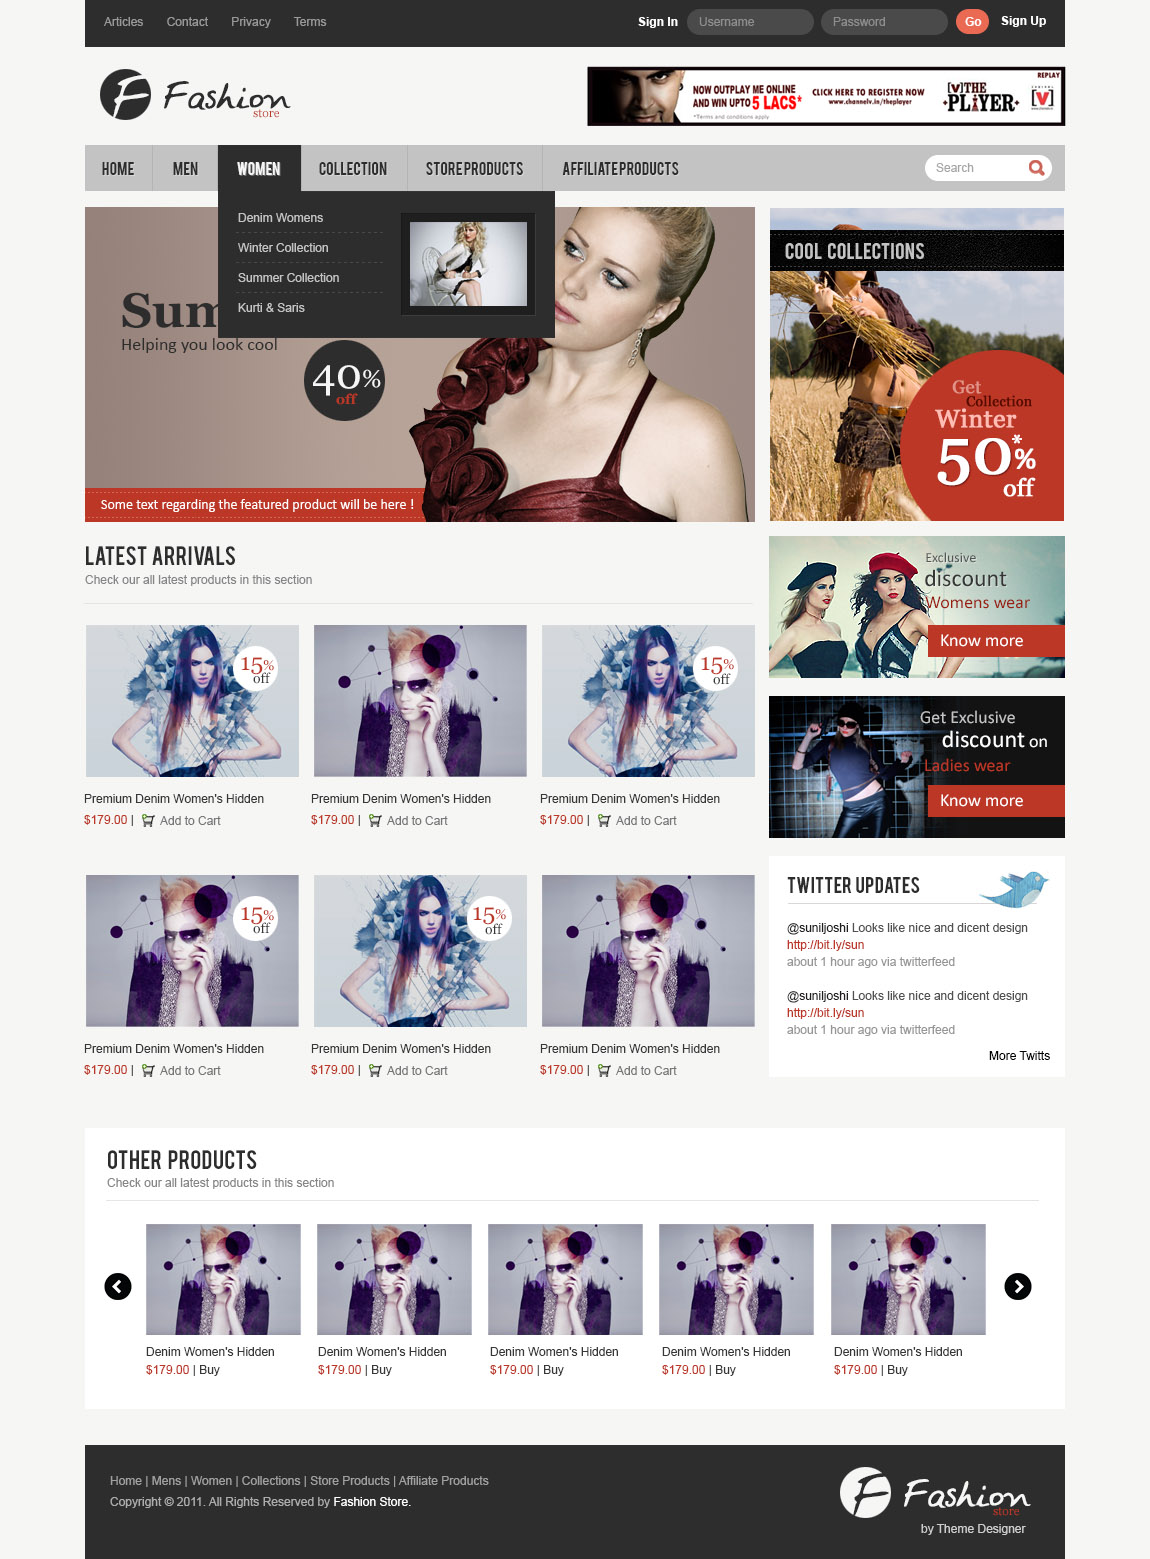 Articles Contact Privacy Terms Sign In Username Password Go Sign Up
Fashion
store
NOW OUTPLAY ME ONLINE
AND WIN UPTO 5 LACS*
*Terms and conditions apply
CLICK HERE TO REGISTER NOW
www.channelv.in/theplayer
[V]THE
PLAYER
REPLAY
[V]
HOME MEN WOMEN COLLECTION STORE PRODUCTS AFFILIATE PRODUCTS Search
Denim Womens
Winter Collection
Summer Collection
Kurti & Saris
Sum
Helping you look cool
40%
off
Some text regarding the featured product will be here !
COOL COLLECTIONS
Get
Collection
Winter
50*%
off
LATEST ARRIVALS
Check our all latest products in this section
Exclusive
discount
Womens wear
Know more
15%
off
15%
off
Premium Denim Women's Hidden Premium Denim Women's Hidden Premium Denim Women's Hidden
$179.00 | Add to Cart $179.00 | Add to Cart $179.00 | Add to Cart
Get Exclusive
discount on
Ladies wear
Know more
15%
off
15%
off
Premium Denim Women's Hidden Premium Denim Women's Hidden Premium Denim Women's Hidden
$179.00 | Add to Cart $179.00 | Add to Cart $179.00 | Add to Cart
TWITTER UPDATES
@suniljoshi Looks like nice and dicent design
http://bit.ly/sun
about 1 hour ago via twitterfeed
@suniljoshi Looks like nice and dicent design
http://bit.ly/sun
about 1 hour ago via twitterfeed
More Twitts
OTHER PRODUCTS
Check our all latest products in this section
Denim Women's Hidden Denim Women's Hidden Denim Women's Hidden Denim Women's Hidden Denim Women's Hidden
$179.00 | Buy $179.00 | Buy $179.00 | Buy $179.00 | Buy $179.00 | Buy
Home | Mens | Women | Collections | Store Products | Affiliate Products
Copyright © 2011. All Rights Reserved by Fashion Store.
Fashion
store
by Theme Designer